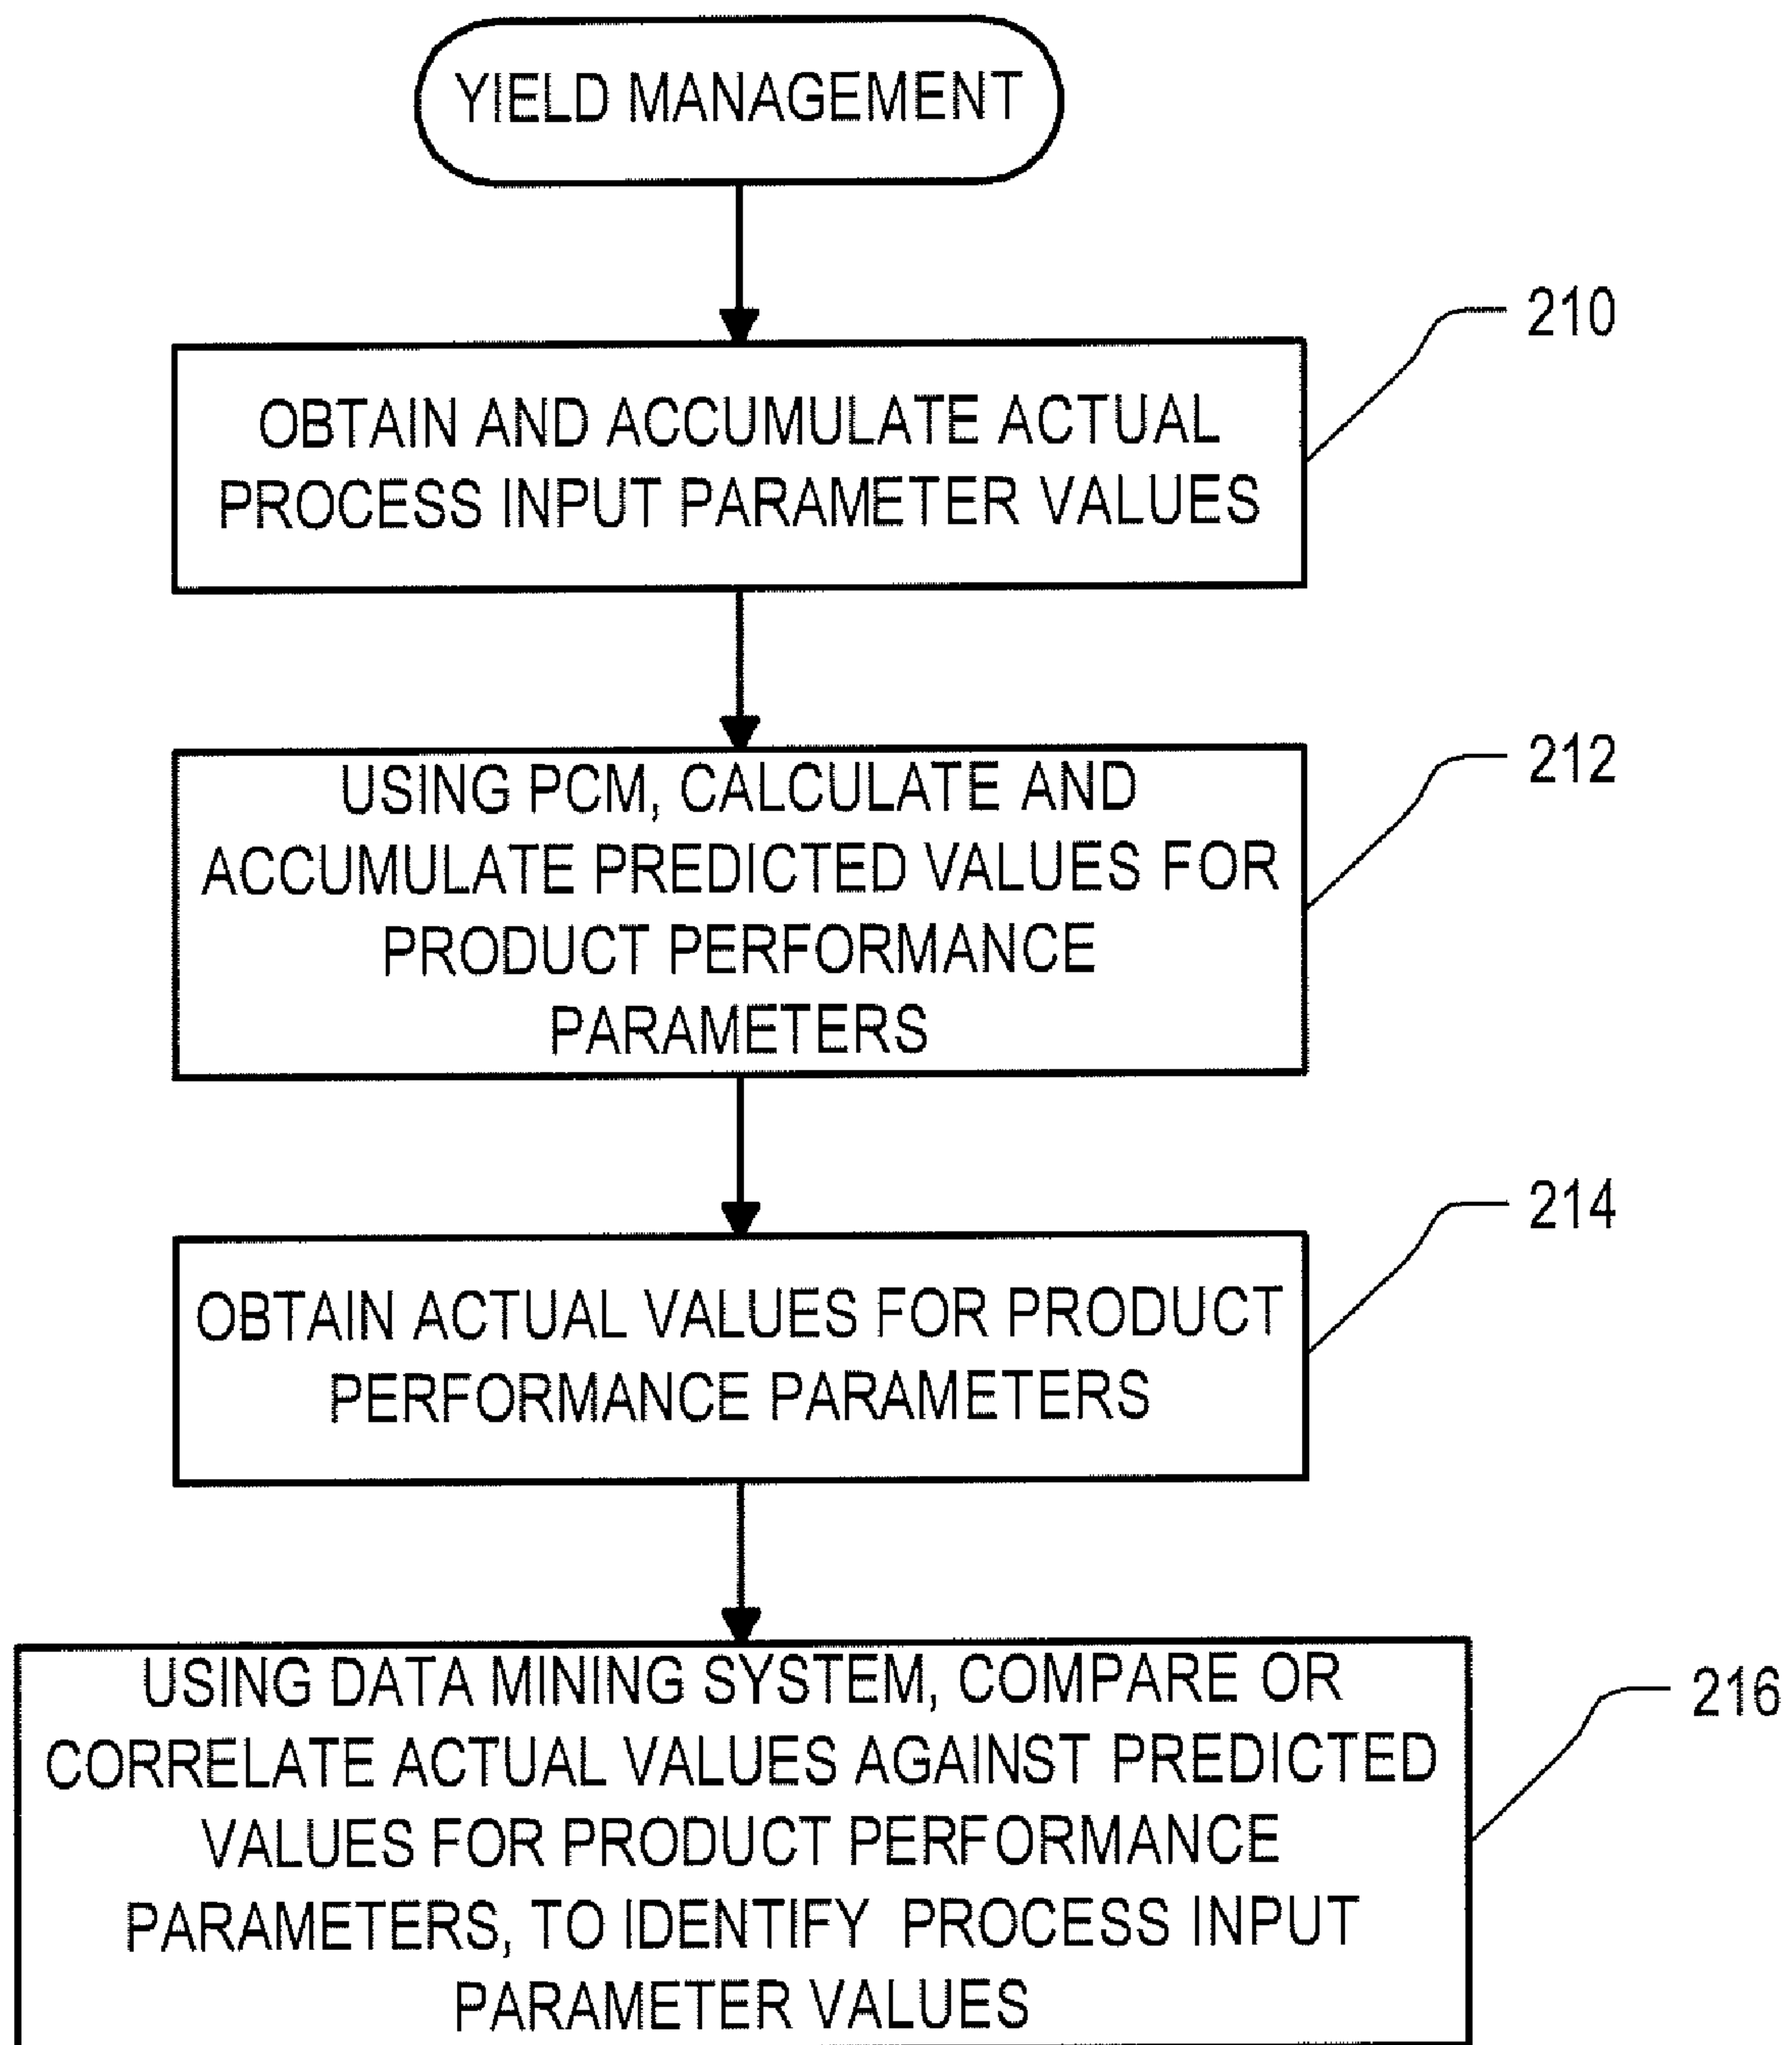 YIELD MANAGEMENT
210
OBTAIN AND ACCUMULATE ACTUAL
PROCESS INPUT PARAMETER VALUES
212
USING PCM, CALCULATE AND
ACCUMULATE PREDICTED VALUES FOR
PRODUCT PERFORMANCE
PARAMETERS
214
OBTAIN ACTUAL VALUES FOR PRODUCT
PERFORMANCE PARAMETERS
216
USING DATA MINING SYSTEM, COMPARE OR
CORRELATE ACTUAL VALUES AGAINST PREDICTED
VALUES FOR PRODUCT PERFORMANCE
PARAMETERS, TO IDENTIFY PROCESS INPUT
PARAMETER VALUES